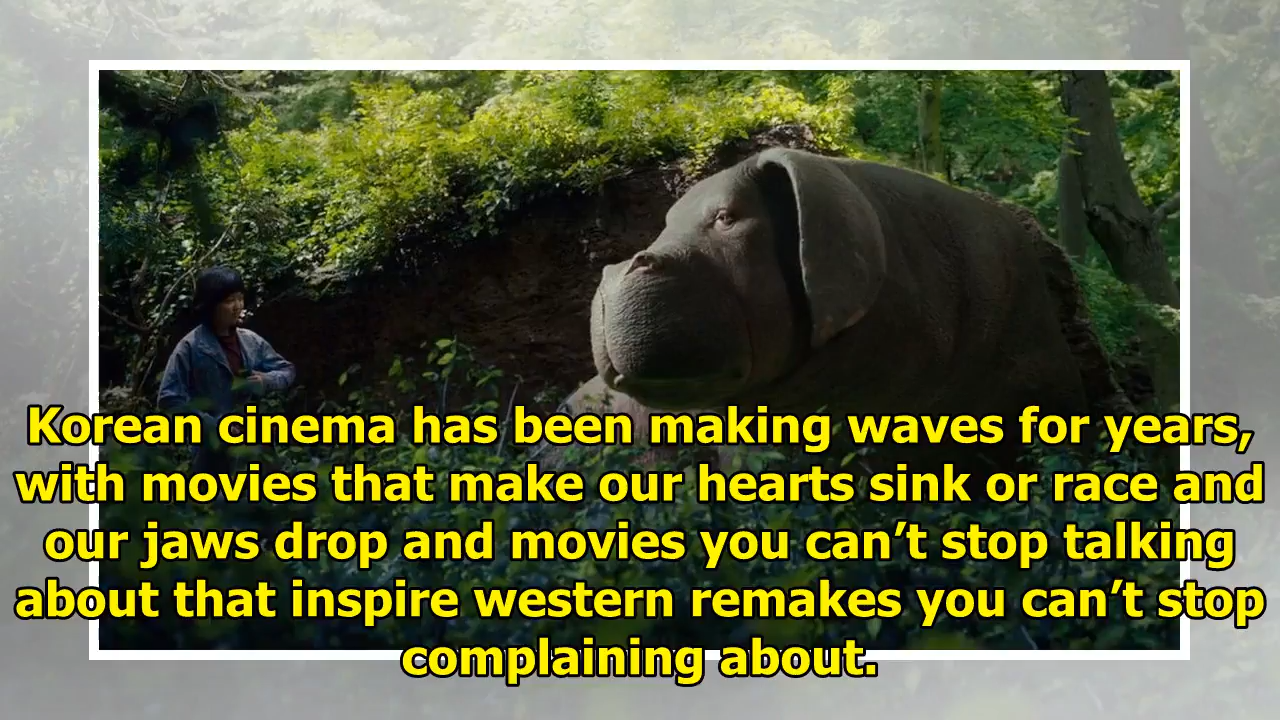 Korean cinema has been making waves for years,
with movies that make our hearts sink or race and
our jaws drop and movies you can’t stop talking
about that inspire western remakes you can’t stop
complaining about.